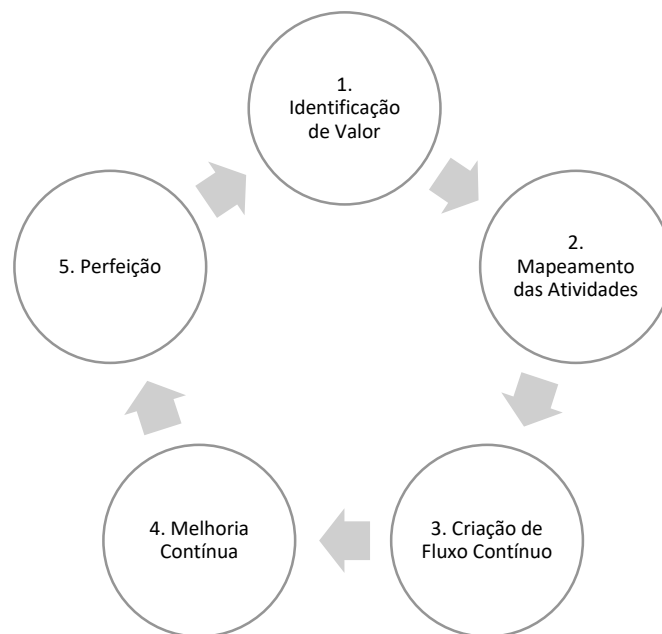 1.
Identificação
de Valor
2.
Mapeamento
das Atividades
3. Criação de
Fluxo Contínuo
4. Melhoria
Contínua
5. Perfeição